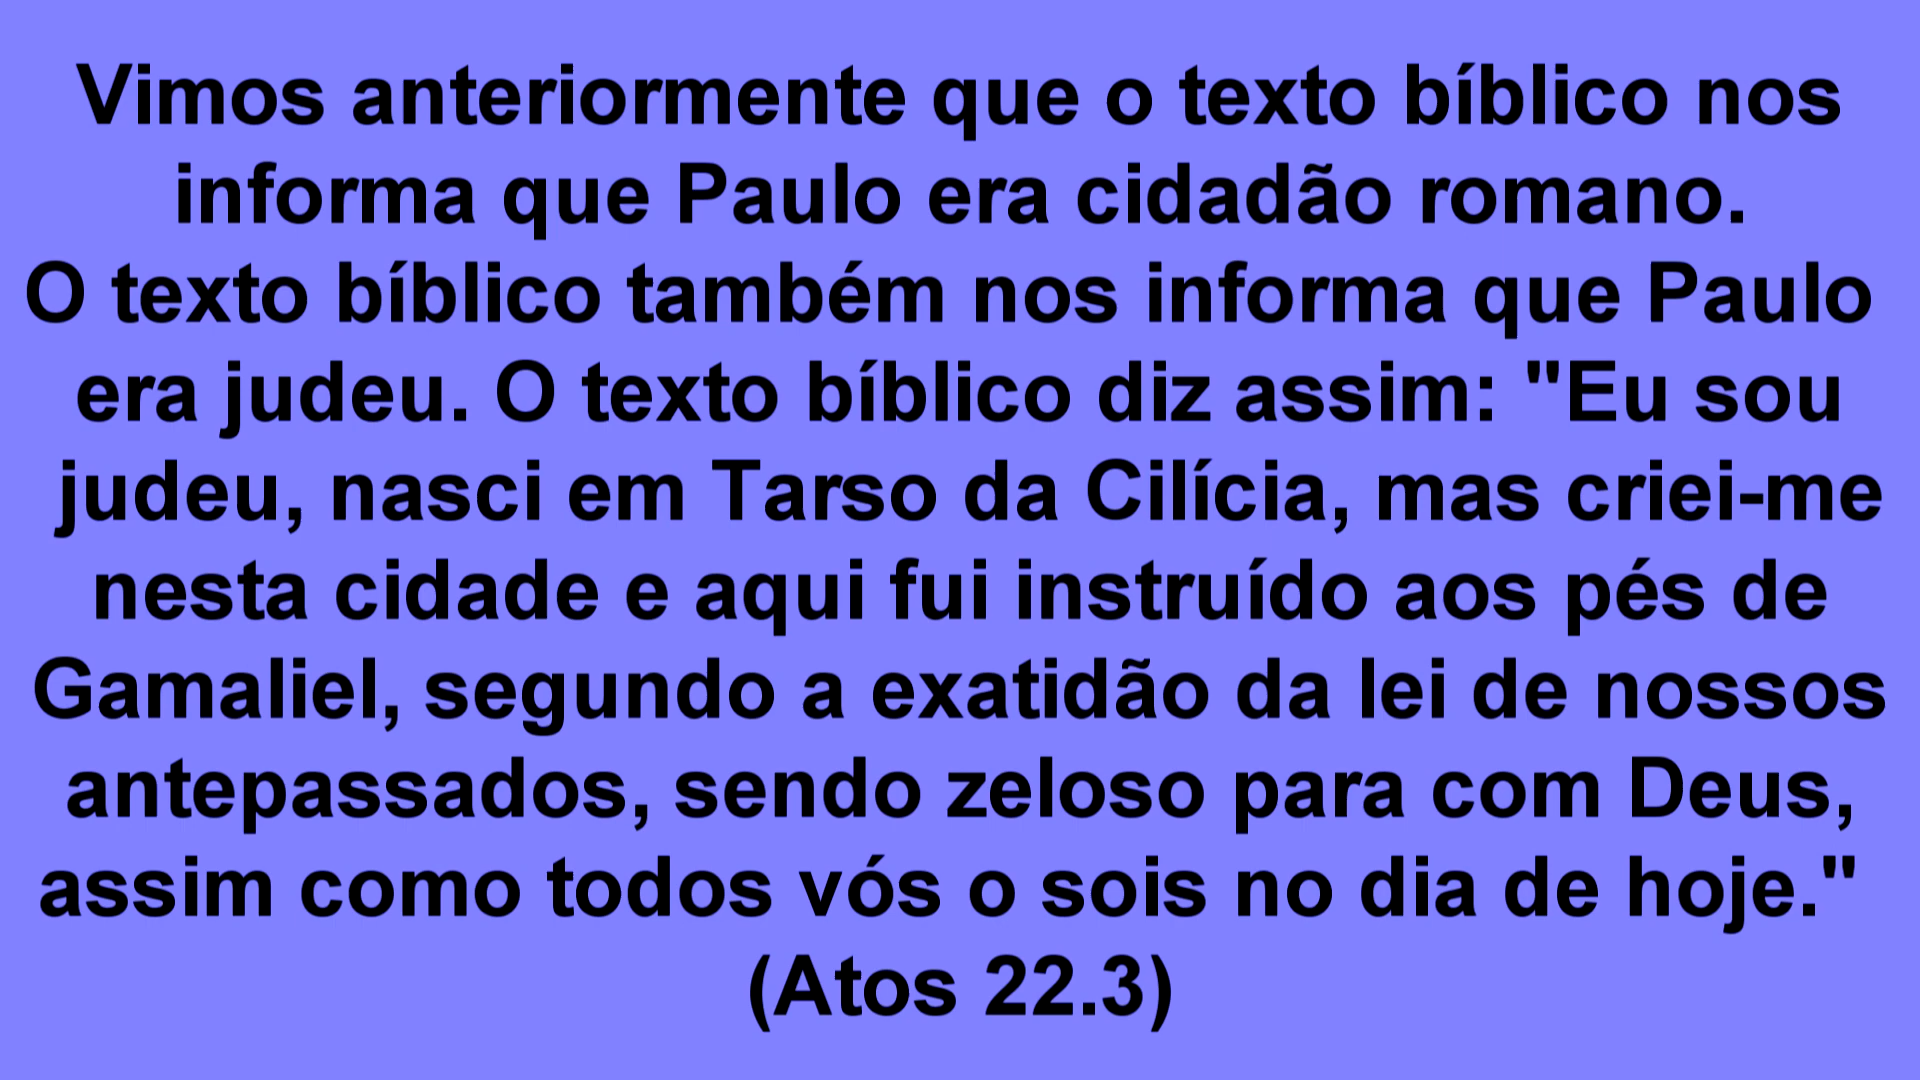 Vimos anteriormente que o texto bíblico nos
informa que Paulo era cidadão romano.
O texto bíblico também nos informa que Paulo
era judeu. O texto bíblico diz assim: "Eu sou
judeu, nasci em Tarso da Cilícia, mas criei-me
nesta cidade e aqui fui instruído aos pés de
Gamaliel, segundo a exatidão da lei de nossos
antepassados, sendo zeloso para com Deus,
assim como todos vós o sois no dia de hoje."
(Atos 22.3)